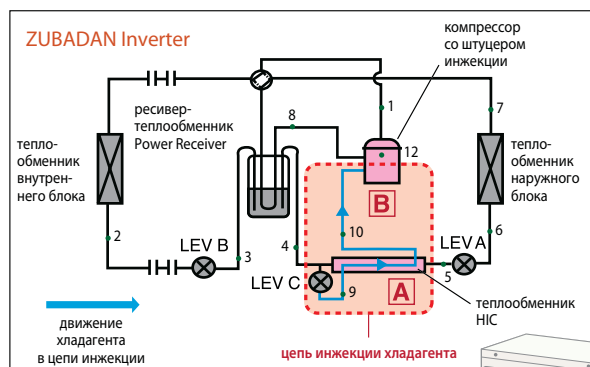 ZUBADAN Inverter
компрессор
со штуцером
инжекции
ресивер-
теплообменник
Power Receiver
тепло-
обменник
внутрен-
него блока
тепло-
обменник
наружного
блока
1
2
3
4
5
6
7
8
9
10
12
LEV B
LEV C
LEV A
B
A
теплообменник
HIC
движение
хладагента
в цепи инжекции
цепь инжекции хладагента